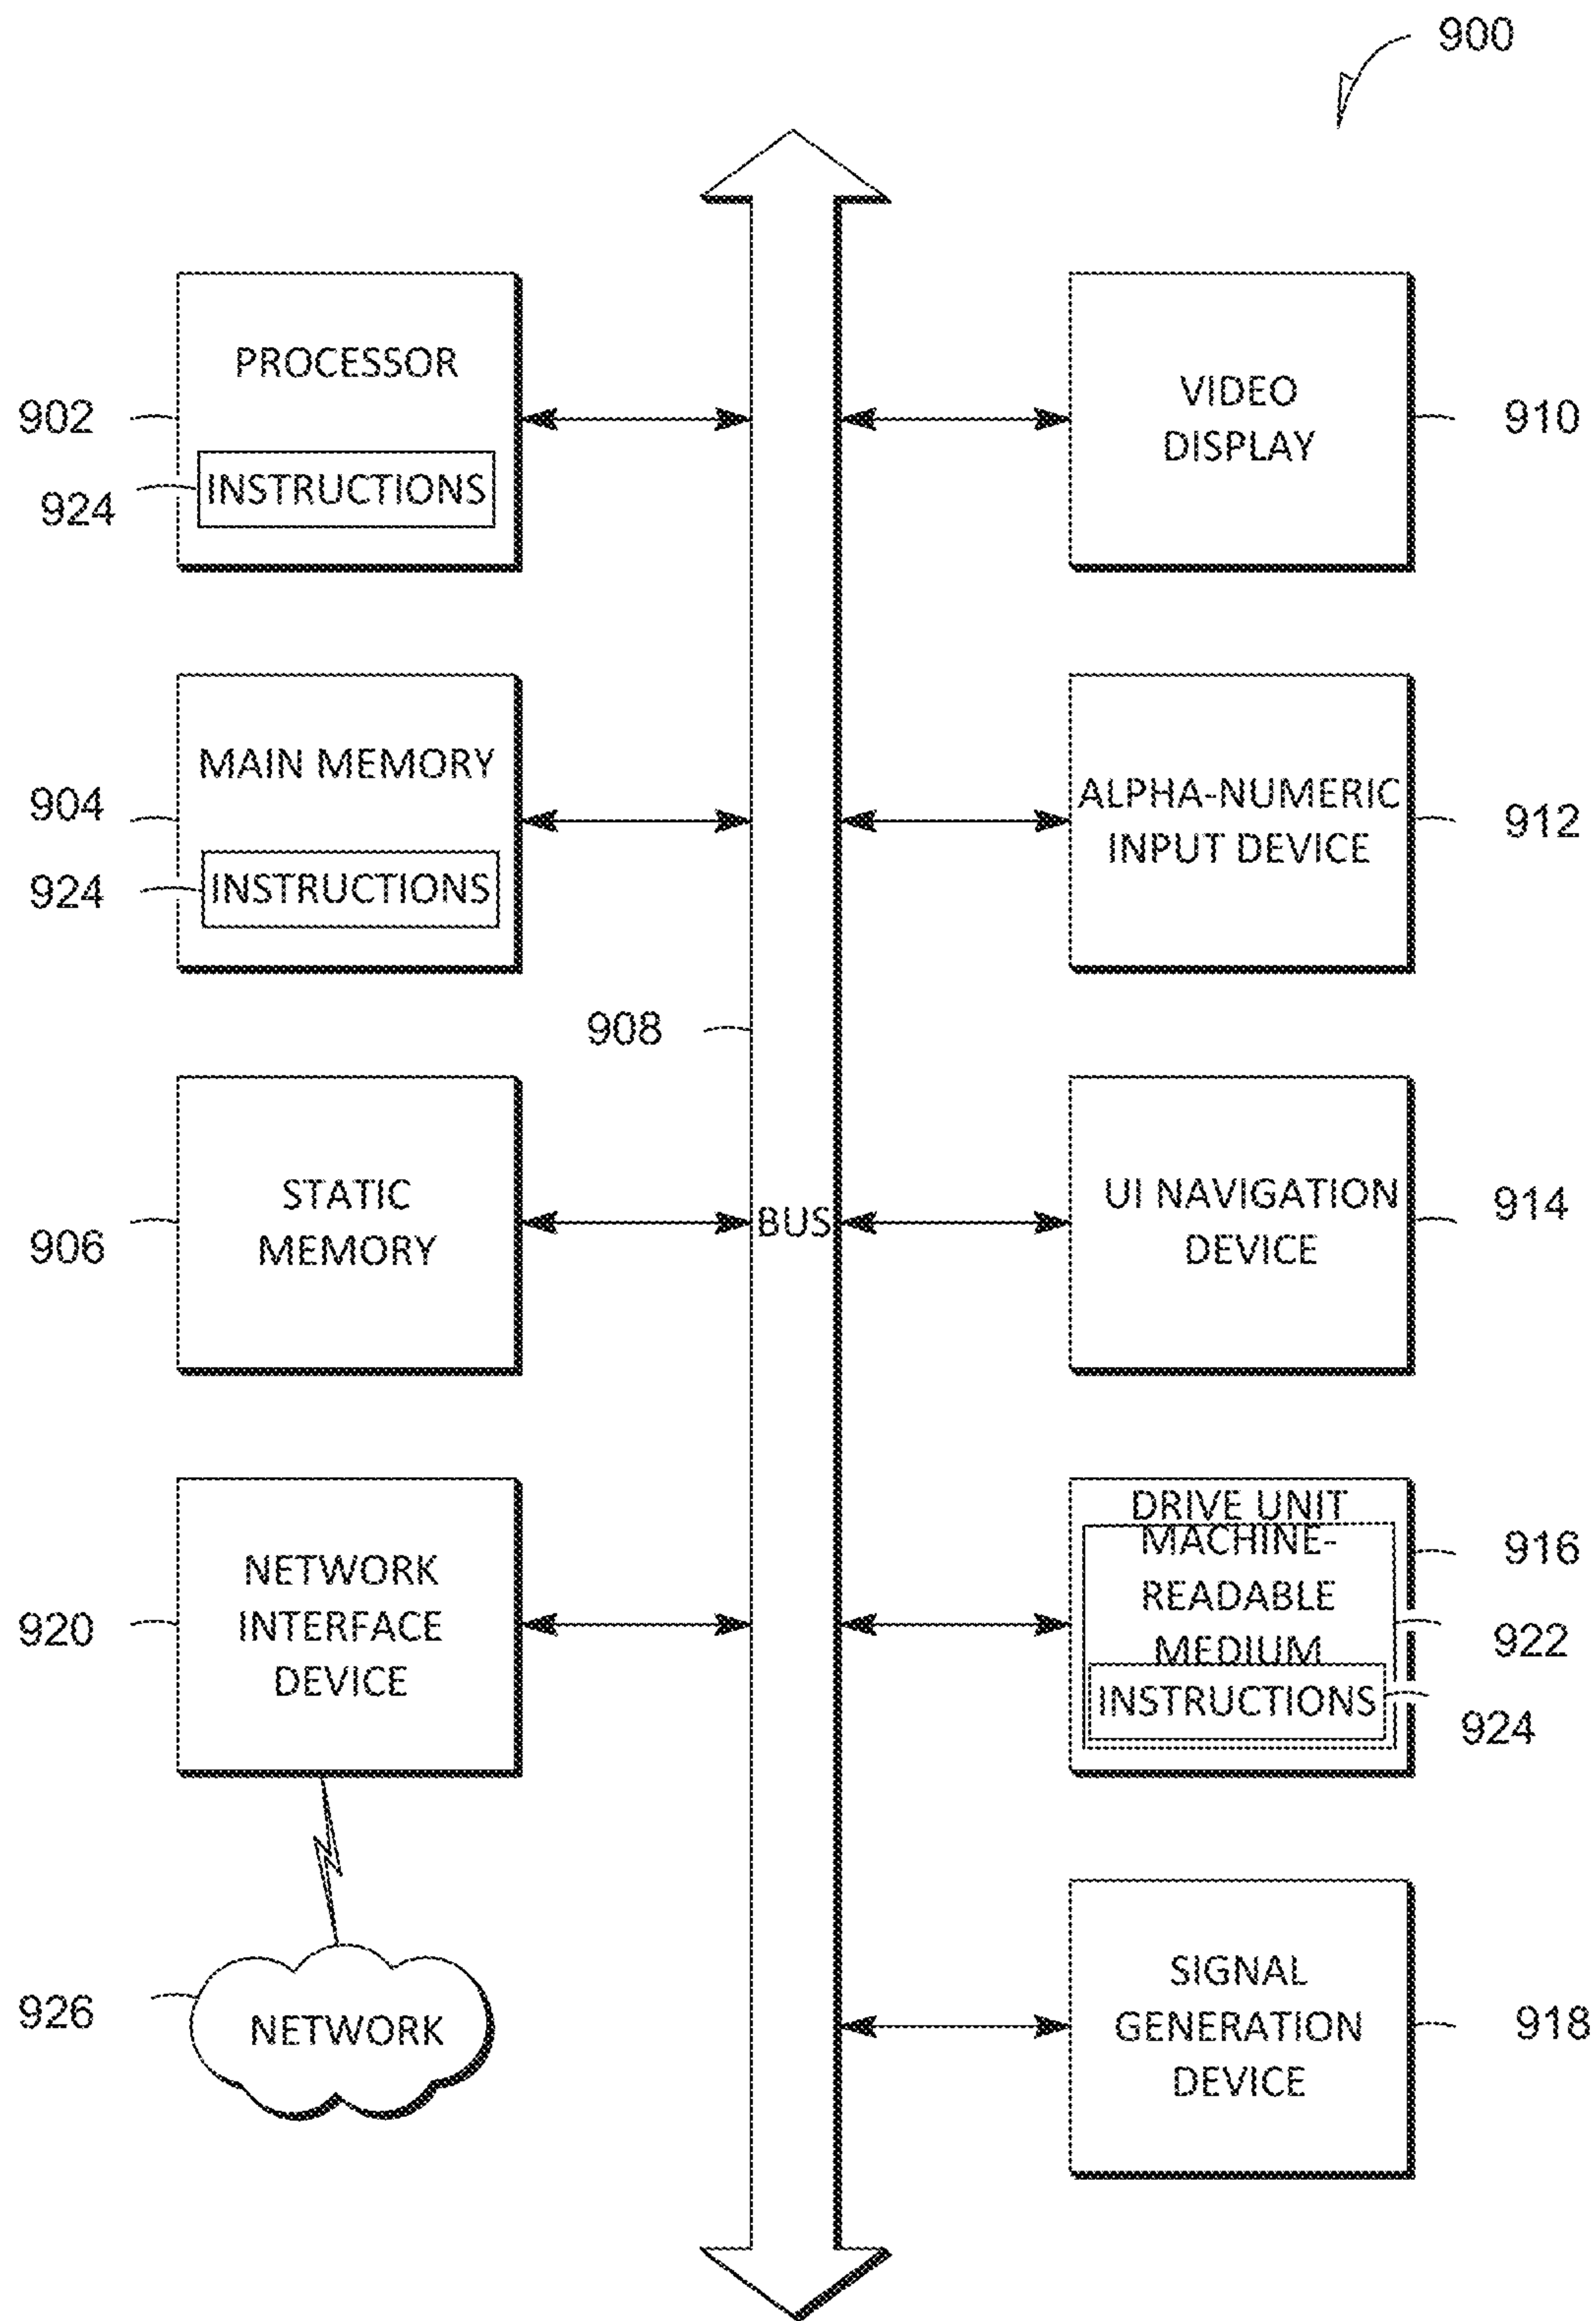 900
PROCESSOR
902
INSTRUCTIONS
924
VIDEO
DISPLAY
910
MAIN MEMORY
904
INSTRUCTIONS
924
ALPHA-NUMERIC
INPUT DEVICE
912
908
STATIC
MEMORY
906
BUS
UI NAVIGATION
DEVICE
914
NETWORK
INTERFACE
DEVICE
920
DRIVE UNIT
916
MACHINE-
READABLE
MEDIUM
922
INSTRUCTIONS
924
NETWORK
926
SIGNAL
GENERATION
DEVICE
918